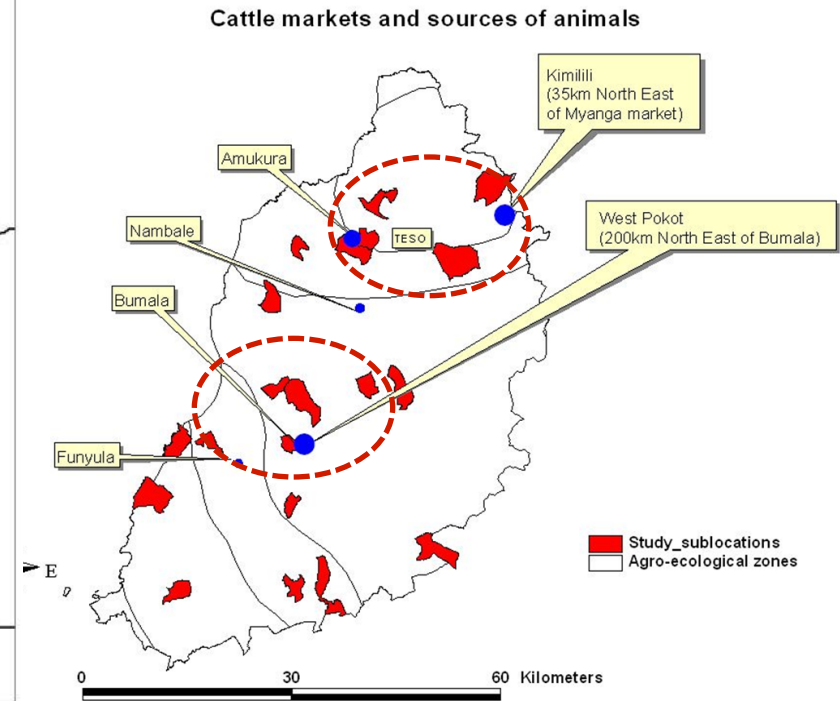 Cattle markets and sources of animals
Kimilili
(35km North East
of Myanga market)
Amukura
West Pokot
(200km North East of Bumala)
Nambale
TESO
Bumala
Funyula
Study_sublocations
Agro-ecological zones
E
0 30 60 Kilometers